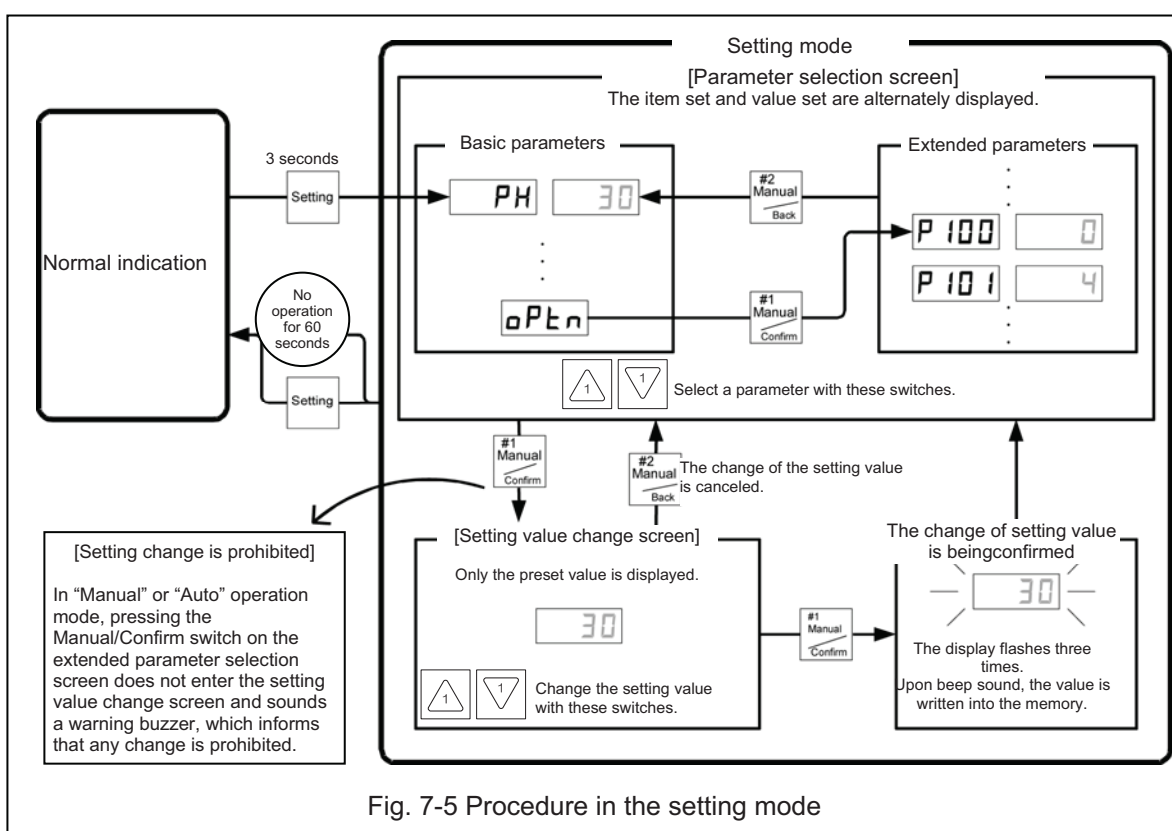 Setting mode
[Parameter selection screen]
The item set and value set are alternately displayed.
Basic parameters
Extended parameters
3 seconds
Setting
PH
30
#2
Manual
Back
P100
0
P101
4
oPtn
#1
Manual
Confirm
Normal indication
No
operation
for 60
seconds
Setting
1
1
Select a parameter with these switches.
#1
Manual
Confirm
#2
Manual
Back
The change of the setting value
is canceled.
[Setting change is prohibited]
In “Manual” or “Auto” operation
mode, pressing the
Manual/Confirm switch on the
extended parameter selection
screen does not enter the setting
value change screen and sounds
a warning buzzer, which informs
that any change is prohibited.
[Setting value change screen]
Only the preset value is displayed.
30
1
1
Change the setting value
with these switches.
#1
Manual
Confirm
The change of setting value
is beingconfirmed
30
The display flashes three
times.
Upon beep sound, the value is
written into the memory.
Fig. 7-5 Procedure in the setting mode